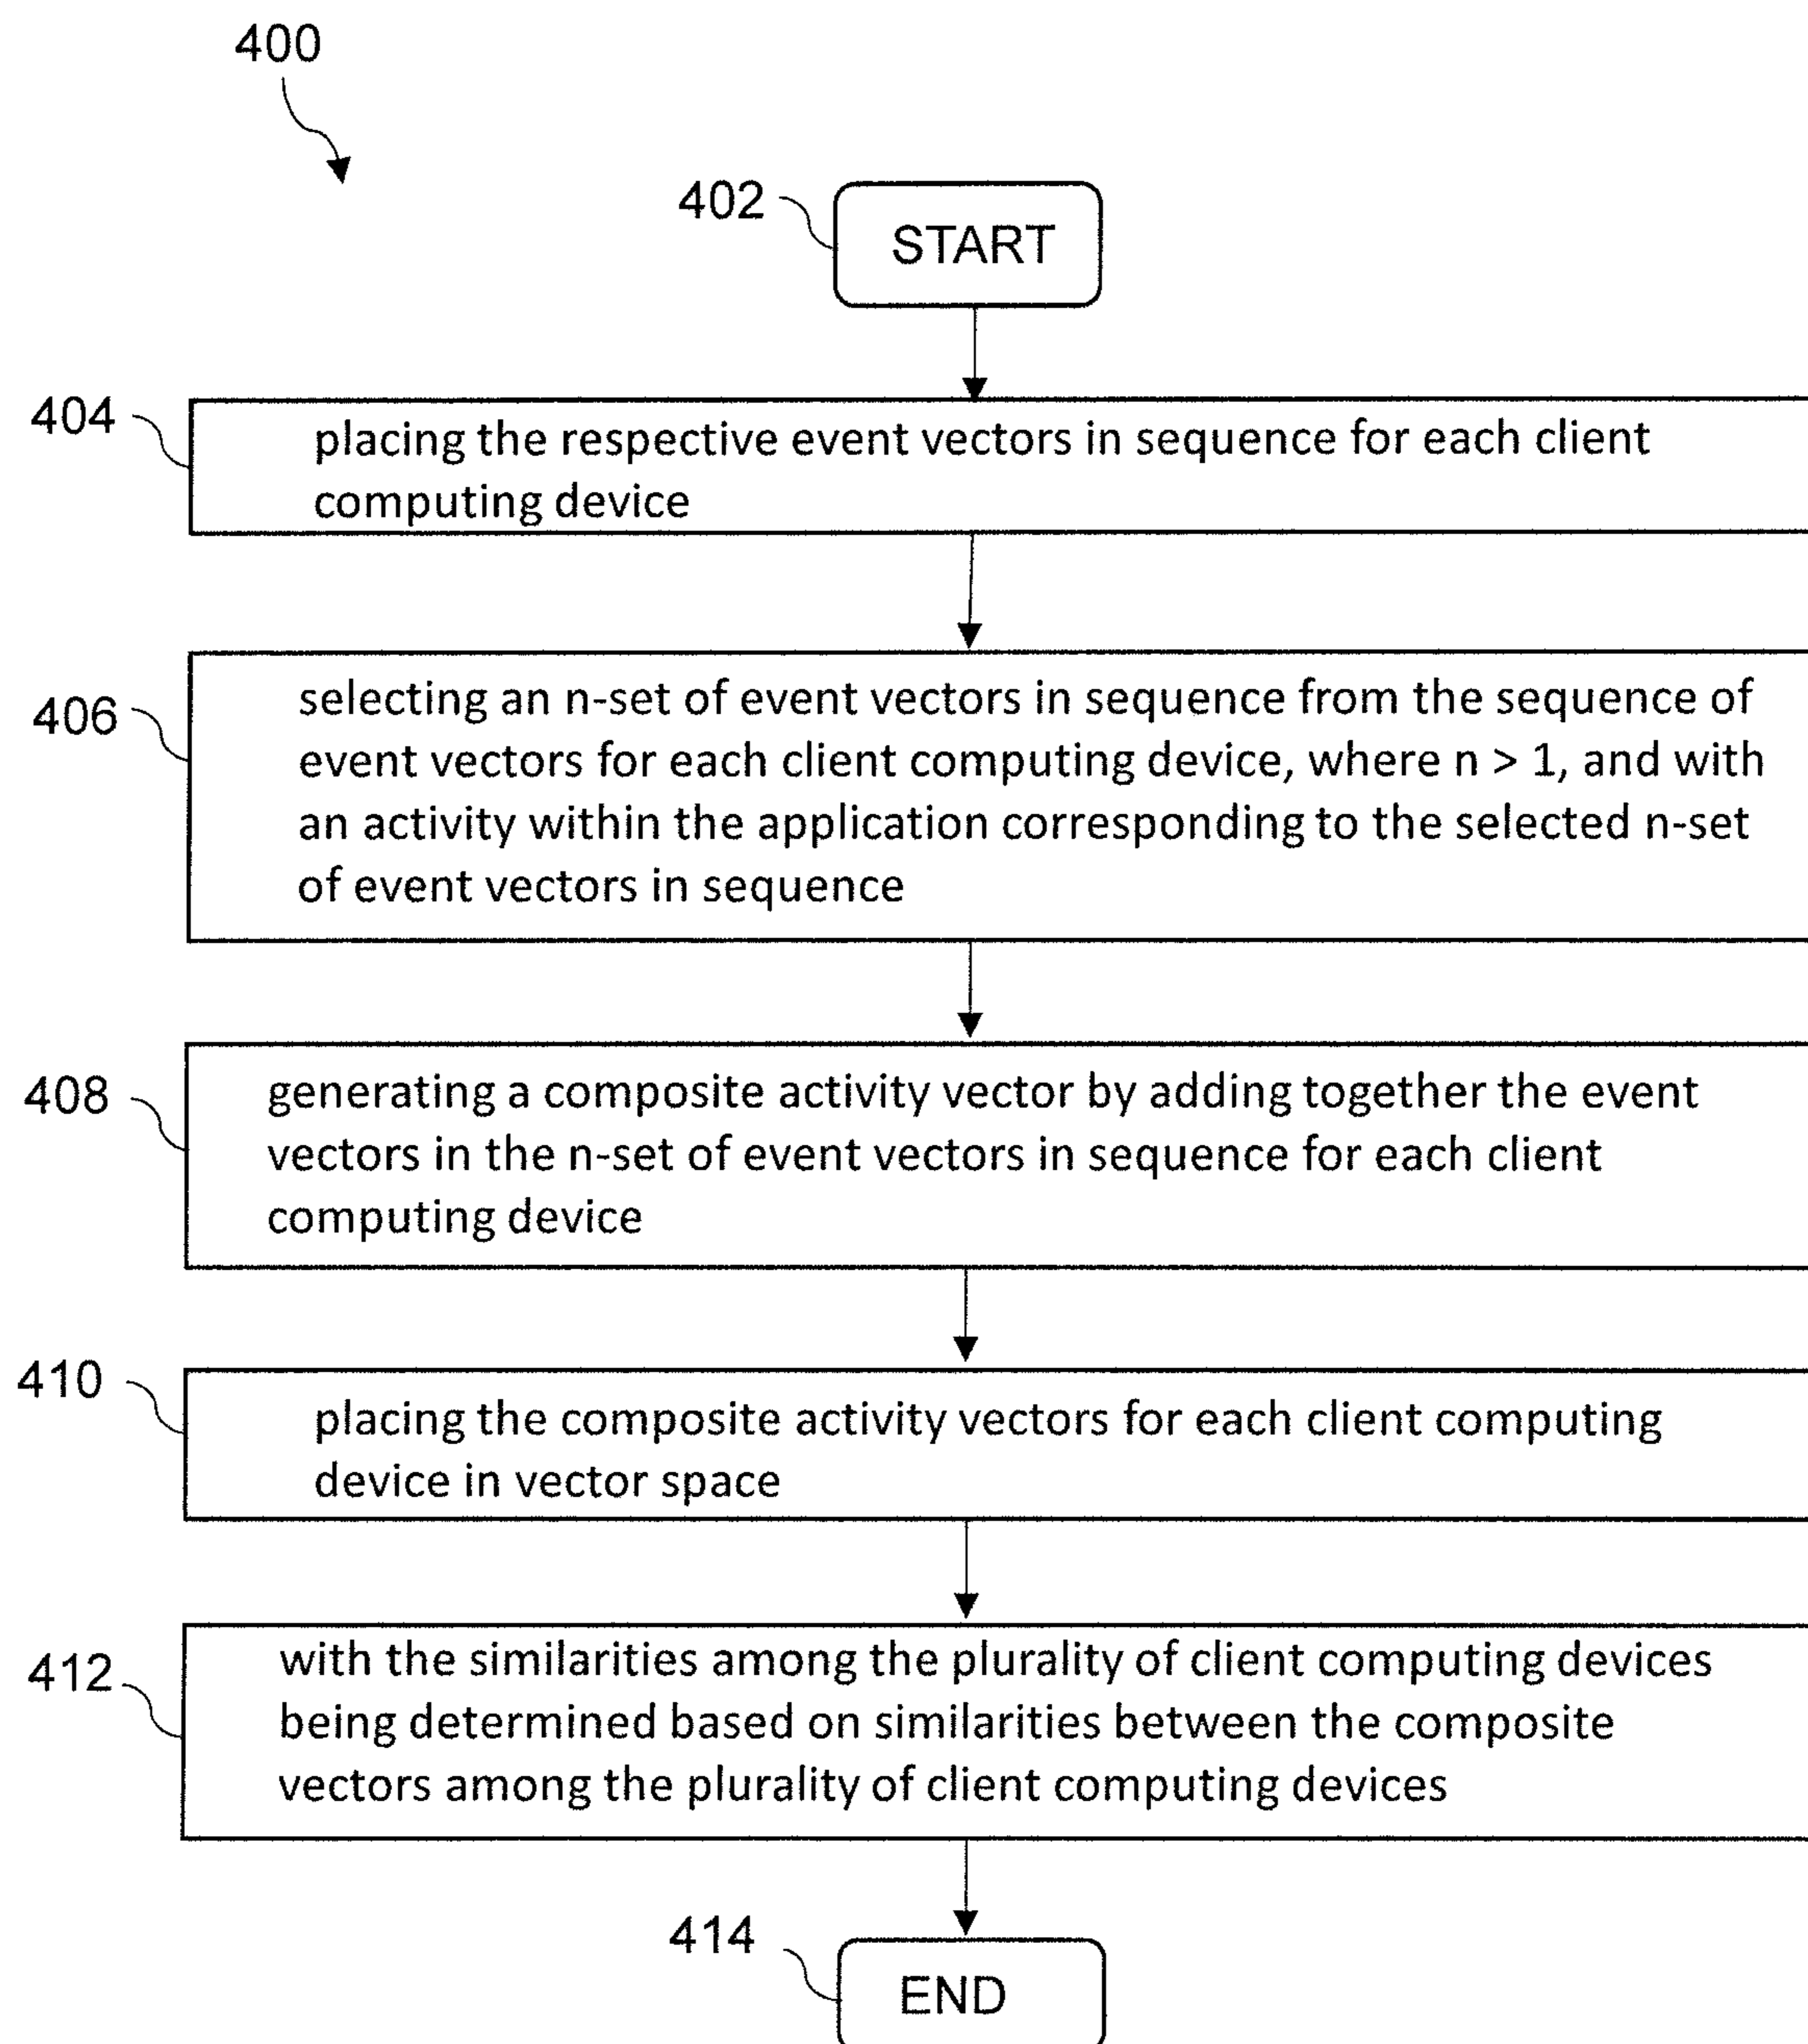 400
402
START
404
placing the respective event vectors in sequence for each client
computing device
406
selecting an n-set of event vectors in sequence from the sequence of
event vectors for each client computing device, where n > 1, and with
an activity within the application corresponding to the selected n-set
of event vectors in sequence
408
generating a composite activity vector by adding together the event
vectors in the n-set of event vectors in sequence for each client
computing device
410
placing the composite activity vectors for each client computing
device in vector space
412
with the similarities among the plurality of client computing devices
being determined based on similarities between the composite
vectors among the plurality of client computing devices
414
END